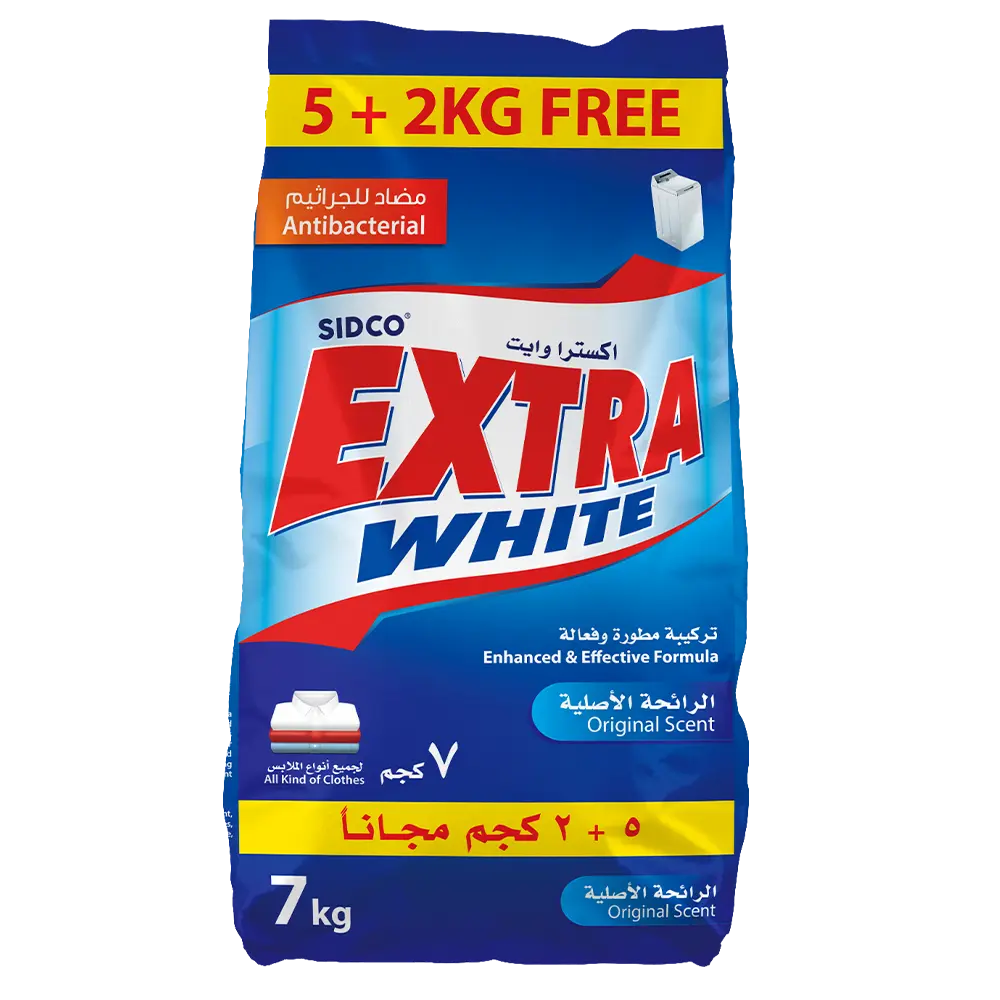 5 + 2KG FREE
مضاد للجراثيم
Antibacterial
SIDCO®
اكسترا وايت
EXTRA
WHITE
تركيبة مطورة وفعالة
Enhanced & Effective Formula
الرائحة الأصلية
Original Scent
لجميع أنواع الملابس
All Kind of Clothes
٧ كجم
٥ + ٢ كجم مجاناً
7 kg
الرائحة الأصلية
Original Scent